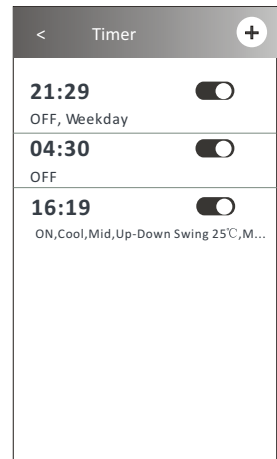 < Timer +
21:29
OFF, Weekday
04:30
OFF
16:19
ON,Cool,Mid,Up-Down Swing 25℃,M...